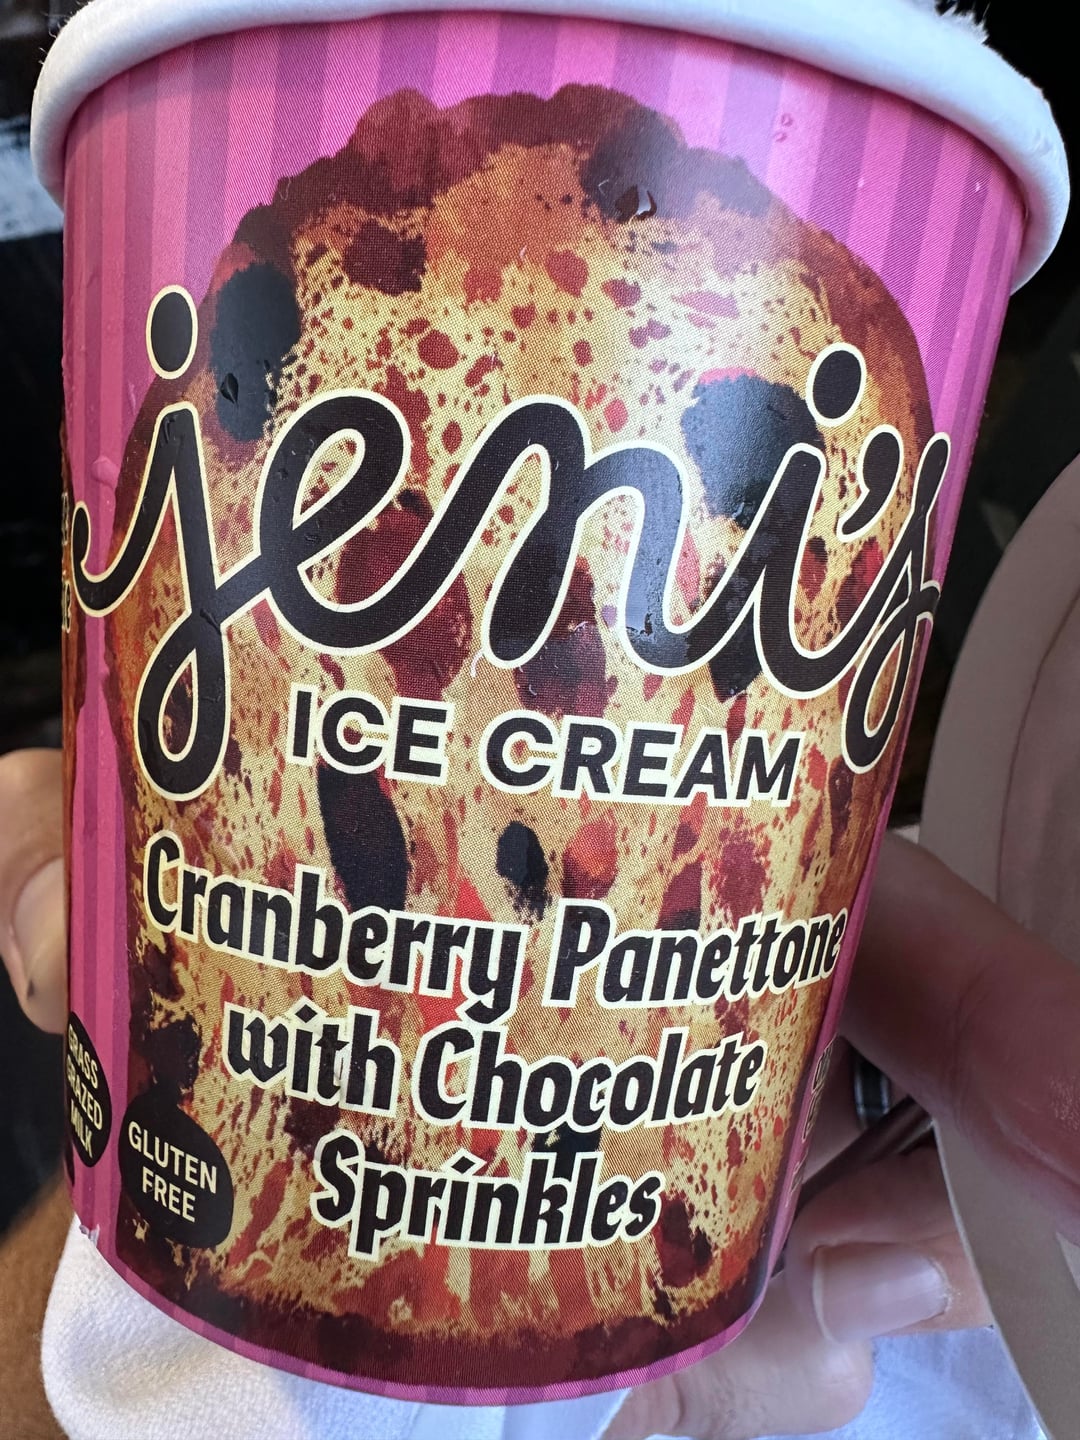 jeni's
ICE CREAM
Cranberry Panettone
with Chocolate
Sprinkles
GRASS
GRAZED
MILK
GLUTEN
FREE